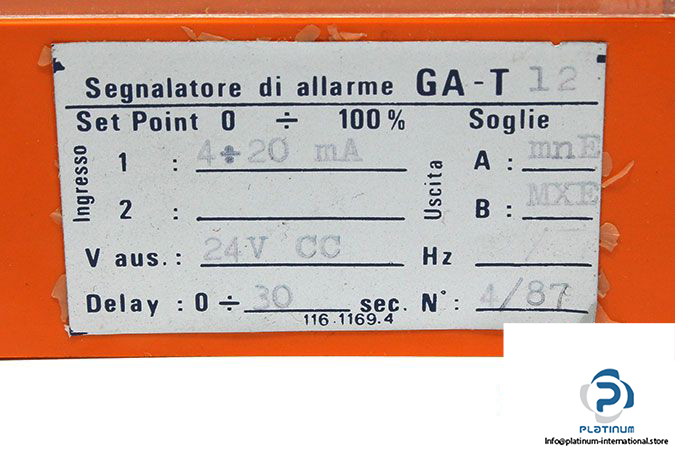 Segnalatore di allarme GA-T 12
Set Point 0 ÷ 100% Soglie
Ingresso 1 : 4÷20 mA Uscita A : mnE
2 : B : MXE
V aus. : 24V CC Hz /
Delay : 0 ÷ 30 sec. N° : 4/87
116.1169.4
PLATINUM
Info@platinum-international.store